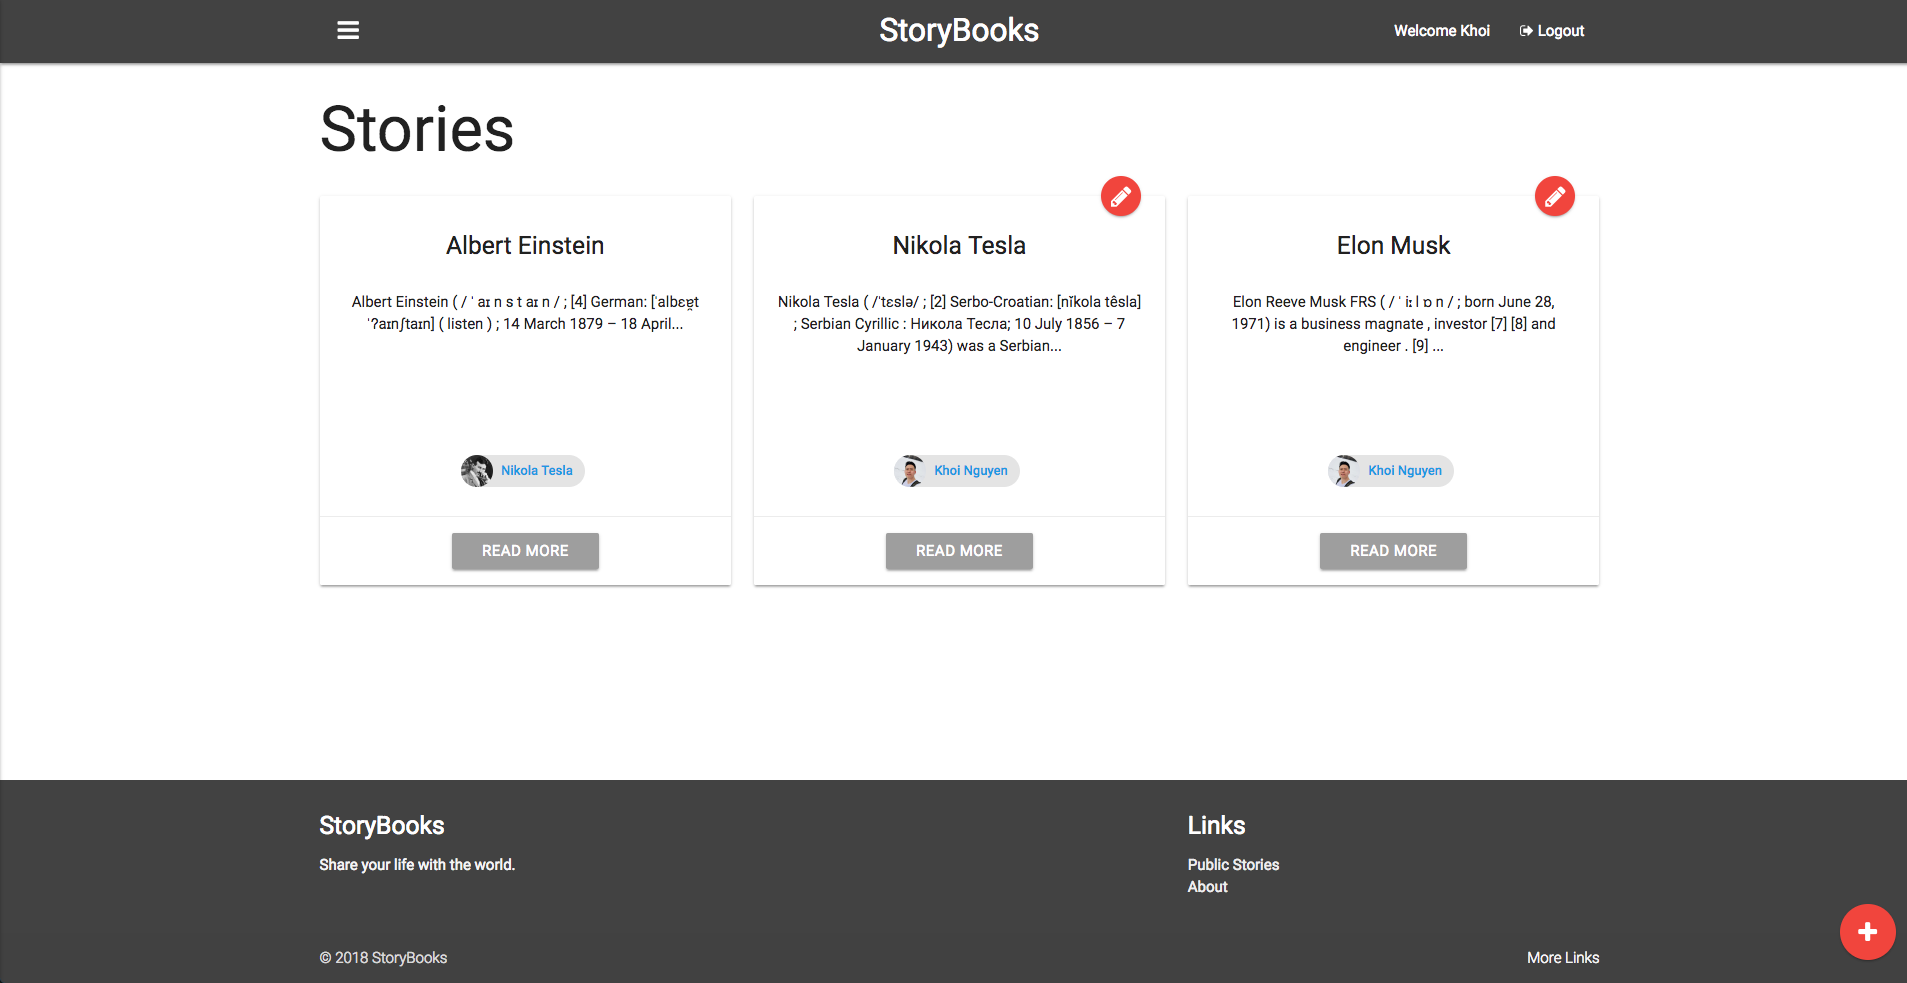 StoryBooks
Welcome Khoi
Logout
Stories
Albert Einstein
Albert Einstein ( / ˈ aɪ n s t aɪ n / ; [4] German: [ˈalbɛɐ̯t
ˈʔaɪnʃtaɪn] ( listen ) ; 14 March 1879 – 18 April...
Nikola Tesla
READ MORE
Nikola Tesla
Nikola Tesla ( /ˈtɛslə/ ; [2] Serbo-Croatian: [nǐkola têsla]
; Serbian Cyrillic : Никола Тесла; 10 July 1856 – 7
January 1943) was a Serbian...
Khoi Nguyen
READ MORE
Elon Musk
Elon Reeve Musk FRS ( / ˈ iː l ɒ n / ; born June 28,
1971) is a business magnate , investor [7] [8] and
engineer . [9] ...
Khoi Nguyen
READ MORE
StoryBooks
Share your life with the world.
Links
Public Stories
About
© 2018 StoryBooks
More Links